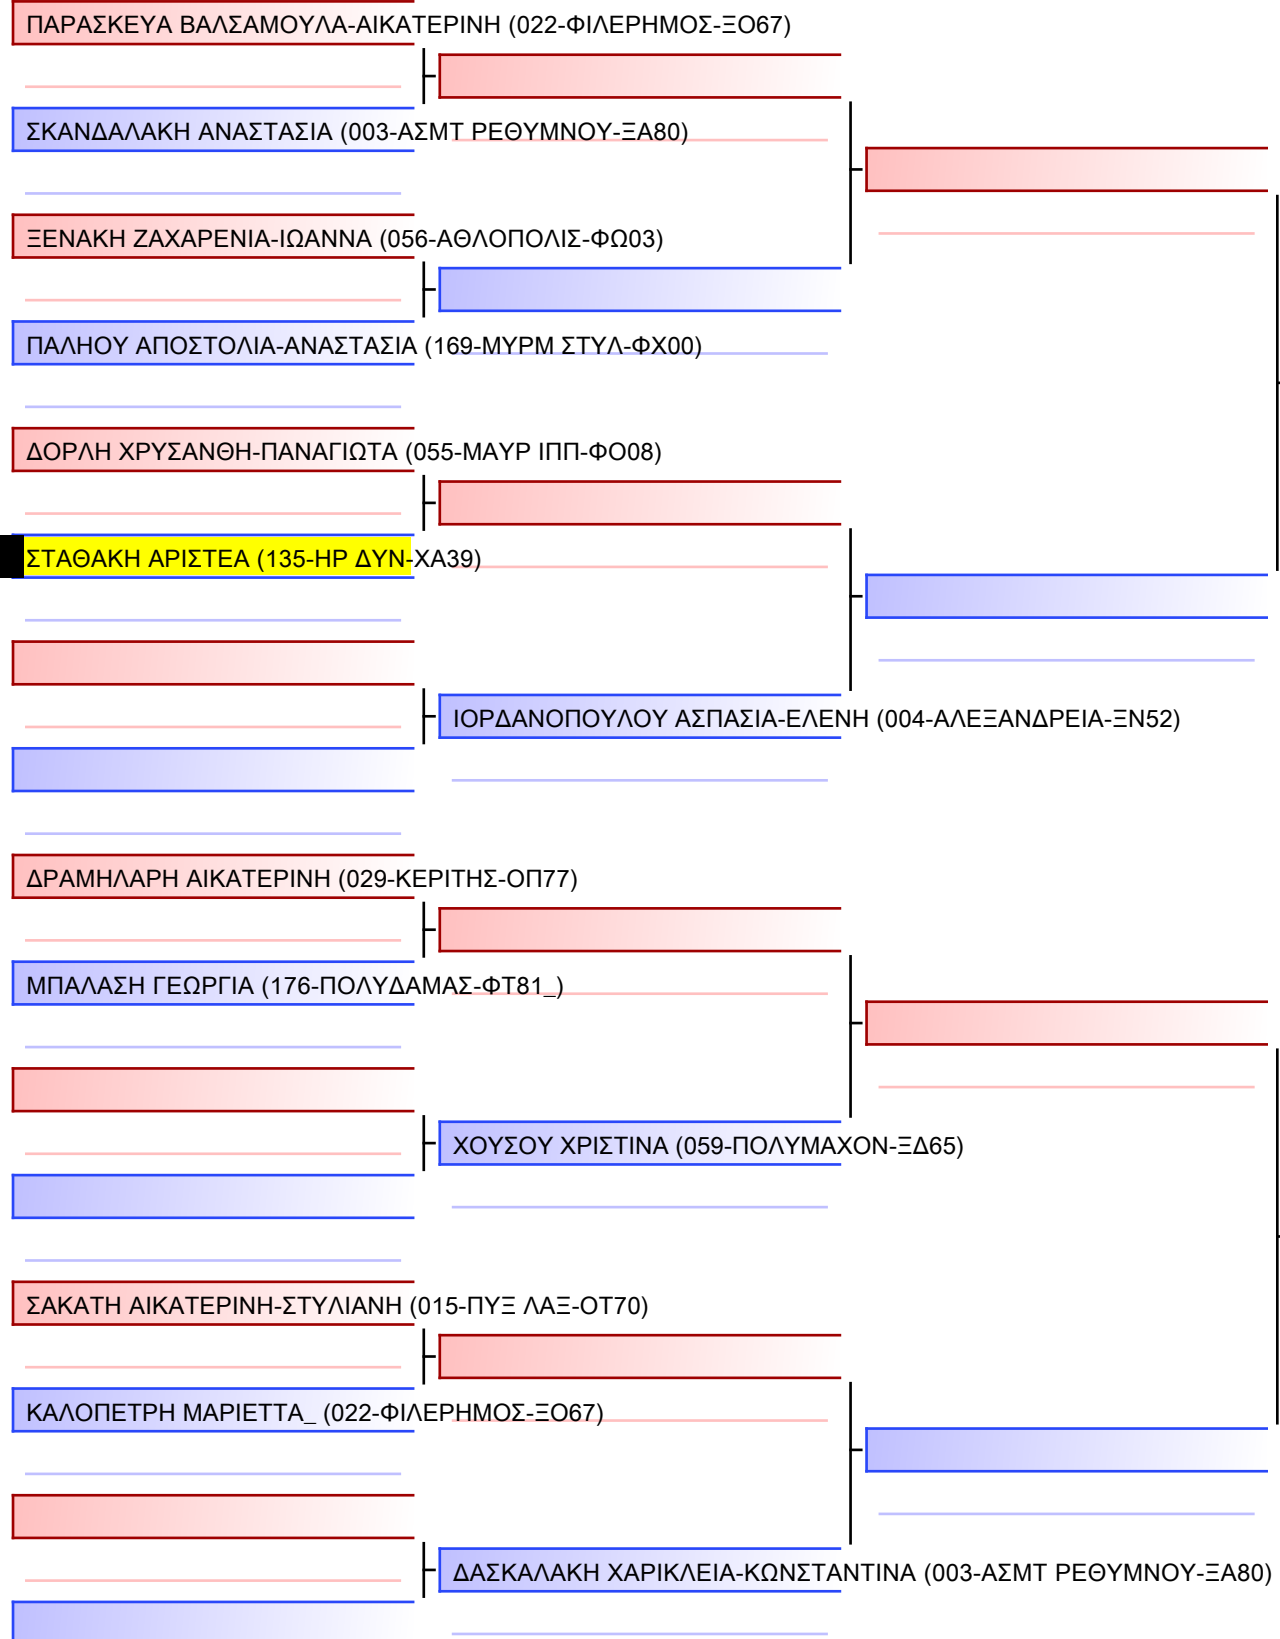 ΠΑΡΑΣΚΕΥΑ ΒΑΛΣΑΜΟΥΛΑ-ΑΙΚΑΤΕΡΙΝΗ (022-ΦΙΛΕΡΗΜΟΣ-ΞΟ67)
ΣΚΑΝΔΑΛΑΚΗ ΑΝΑΣΤΑΣΙΑ (003-ΑΣΜΤ ΡΕΘΥΜΝΟΥ-ΞΑ80)
ΞΕΝΑΚΗ ΖΑΧΑΡΕΝΙΑ-ΙΩΑΝΝΑ (056-ΑΘΛΟΠΟΛΙΣ-ΦΩ03)
ΠΑΛΗΟΥ ΑΠΟΣΤΟΛΙΑ-ΑΝΑΣΤΑΣΙΑ (169-ΜΥΡΜ ΣΤΥΛ-ΦΧ00)
ΔΟΡΛΗ ΧΡΥΣΑΝΘΗ-ΠΑΝΑΓΙΩΤΑ (055-ΜΑΥΡ ΙΠΠ-ΦΟ08)
ΣΤΑΘΑΚΗ ΑΡΙΣΤΕΑ (135-ΗΡ ΔΥΝ-ΧΑ39)
ΙΟΡΔΑΝΟΠΟΥΛΟΥ ΑΣΠΑΣΙΑ-ΕΛΕΝΗ (004-ΑΛΕΞΑΝΔΡΕΙΑ-ΞΝ52)
ΔΡΑΜΗΛΑΡΗ ΑΙΚΑΤΕΡΙΝΗ (029-ΚΕΡΙΤΗΣ-ΟΠ77)
ΜΠΑΛΑΣΗ ΓΕΩΡΓΙΑ (176-ΠΟΛΥΔΑΜΑΣ-ΦΤ81_)
ΧΟΥΣΟΥ ΧΡΙΣΤΙΝΑ (059-ΠΟΛΥΜΑΧΟΝ-ΞΔ65)
ΣΑΚΑΤΗ ΑΙΚΑΤΕΡΙΝΗ-ΣΤΥΛΙΑΝΗ (015-ΠΥΞ ΛΑΞ-ΟΤ70)
ΚΑΛΟΠΕΤΡΗ ΜΑΡΙΕΤΤΑ_ (022-ΦΙΛΕΡΗΜΟΣ-ΞΟ67)
ΔΑΣΚΑΛΑΚΗ ΧΑΡΙΚΛΕΙΑ-ΚΩΝΣΤΑΝΤΙΝΑ (003-ΑΣΜΤ ΡΕΘΥΜΝΟΥ-ΞΑ80)